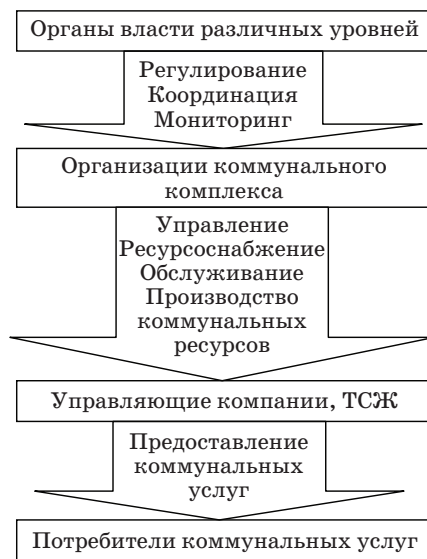 Органы власти различных уровней
Регулирование
Координация
Мониторинг
Организации коммунального
комплекса
Управление
Ресурсоснабжение
Обслуживание
Производство
коммунальных
ресурсов
Управляющие компании, ТСЖ
Предоставление
коммунальных
услуг
Потребители коммунальных услуг